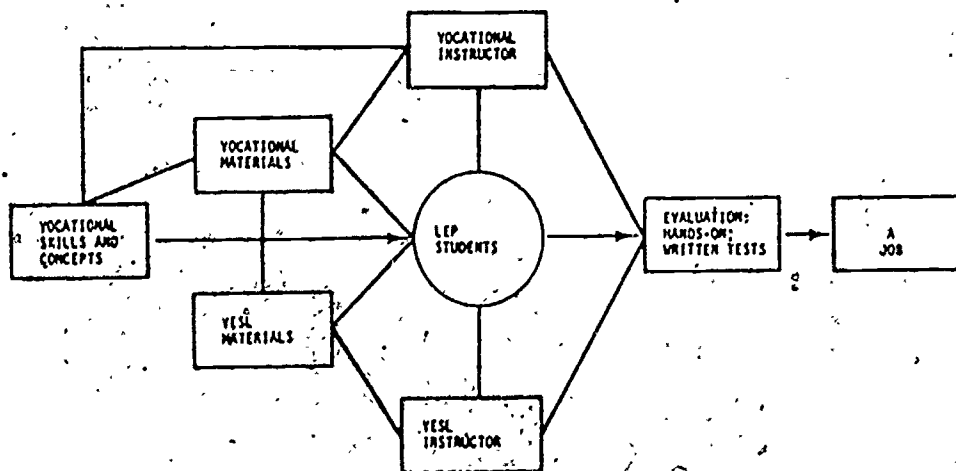 VOCATIONAL
INSTRUCTOR
VOCATIONAL
MATERIALS
VOCATIONAL
SKILLS AND
CONCEPTS
LEP
STUDENTS
EVALUATION:
HANDS-ON;
WRITTEN TESTS
A
JOB
VESL
MATERIALS
VESL
INSTRUCTOR